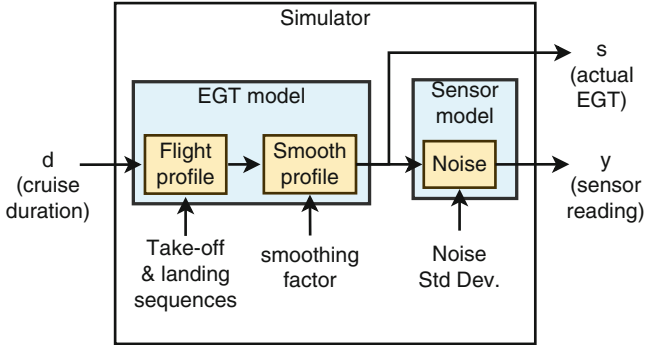 Simulator
s
(actual
EGT)
EGT model
Sensor
model
d
(cruise
duration)
Flight
profile
Smooth
profile
Noise
y
(sensor
reading)
Take-off
& landing
sequences
smoothing
factor
Noise
Std Dev.